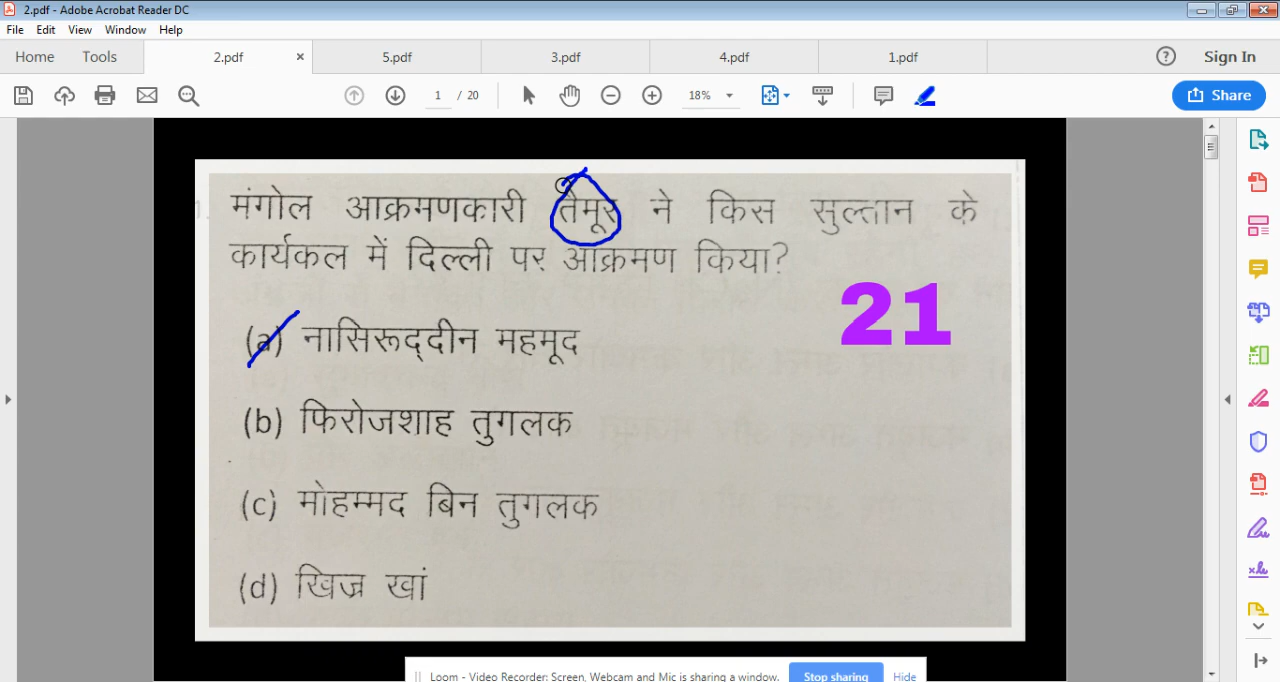 2.pdf - Adobe Acrobat Reader DC
File Edit View Window Help
Home Tools 2.pdf × 5.pdf 3.pdf 4.pdf 1.pdf ? Sign In
1 / 20 18% Share
मंगोल आक्रमणकारी तैमूर ने किस सुल्तान के
कार्यकल में दिल्ली पर आक्रमण किया?
21
(a) नासिरूद्दीन महमूद
(b) फिरोजशाह तुगलक
(c) मोहम्मद बिन तुगलक
(d) खिज्र खां
Loom - Video Recorder: Screen, Webcam and Mic is sharing a window. Stop sharing Hide